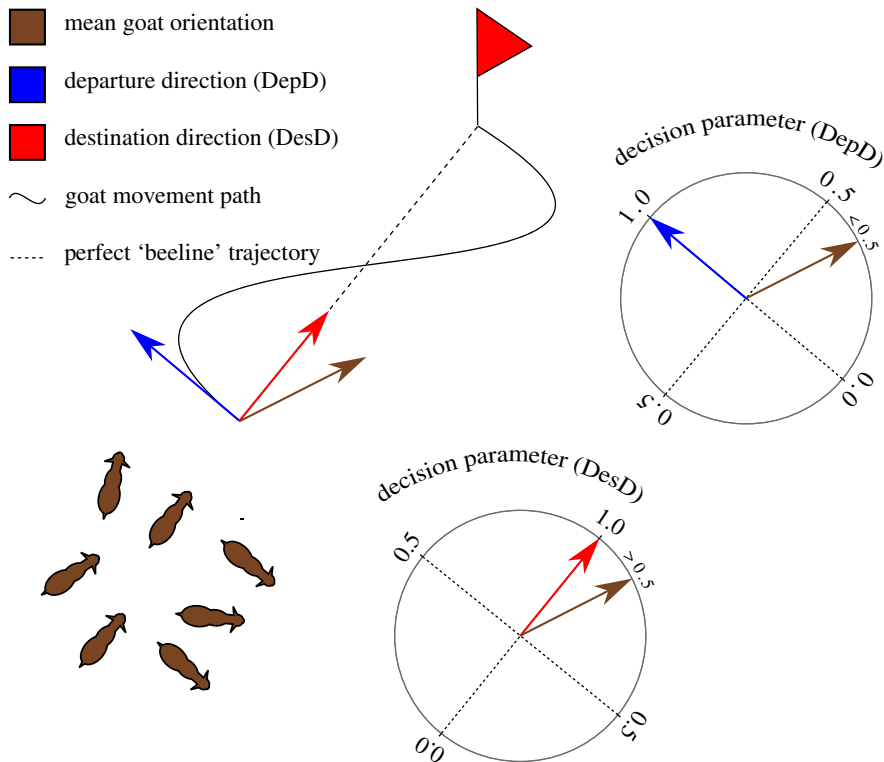 mean goat orientation
departure direction (DepD)
destination direction (DesD)
goat movement path
perfect ‘beeline’ trajectory
decision parameter (DepD)
1.0
0.5
<0.5
0.5
0.0
decision parameter (DesD)
0.5
1.0
>0.5
0.0
0.5